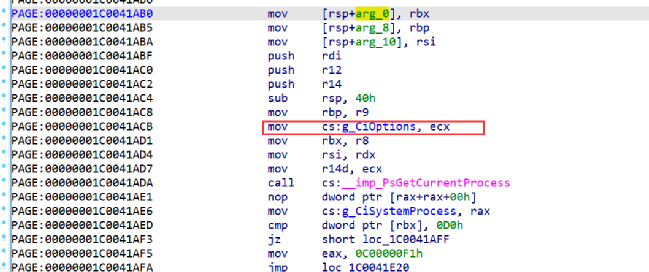 PAGE:00000001C0041AB0 mov [rsp+arg_0], rbx
PAGE:00000001C0041AB5 mov [rsp+arg_8], rbp
PAGE:00000001C0041ABA mov [rsp+arg_10], rsi
PAGE:00000001C0041ABF push rdi
PAGE:00000001C0041AC0 push r12
PAGE:00000001C0041AC2 push r14
PAGE:00000001C0041AC4 sub rsp, 40h
PAGE:00000001C0041AC8 mov rbp, r9
PAGE:00000001C0041ACB mov cs:g_CiOptions, ecx
PAGE:00000001C0041AD1 mov rbx, r8
PAGE:00000001C0041AD4 mov rsi, rdx
PAGE:00000001C0041AD7 mov r14d, ecx
PAGE:00000001C0041ADA call cs:__imp_PsGetCurrentProcess
PAGE:00000001C0041AE1 nop dword ptr [rax+rax+00h]
PAGE:00000001C0041AE6 mov cs:g_CiSystemProcess, rax
PAGE:00000001C0041AED cmp dword ptr [rbx], 0D0h
PAGE:00000001C0041AF3 jz short loc_1C0041AFF
PAGE:00000001C0041AF5 mov eax, 0C00000F1h
PAGE:00000001C0041AFA jmp loc_1C0041E20